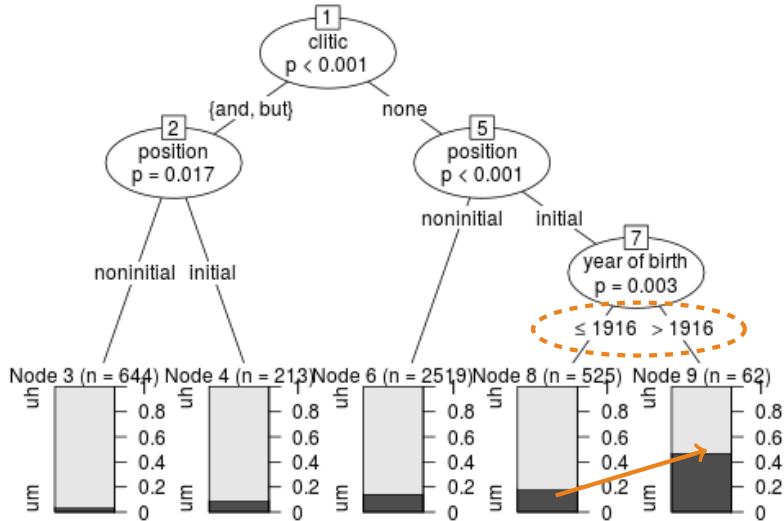 1
clitic
p < 0.001
{and, but} none
2
position
p = 0.017
5
position
p < 0.001
noninitial initial
noninitial initial
7
year of birth
p = 0.003
≤ 1916 > 1916
Node 3 (n = 644) Node 4 (n = 213) Node 6 (n = 2519) Node 8 (n = 525) Node 9 (n = 62)
uh 1 uh 1 uh 1 uh 1 uh 1
0.8 0.8 0.8 0.8 0.8
0.6 0.6 0.6 0.6 0.6
0.4 0.4 0.4 0.4 0.4
um 0.2 um 0.2 um 0.2 um 0.2 um 0.2
0 0 0 0 0